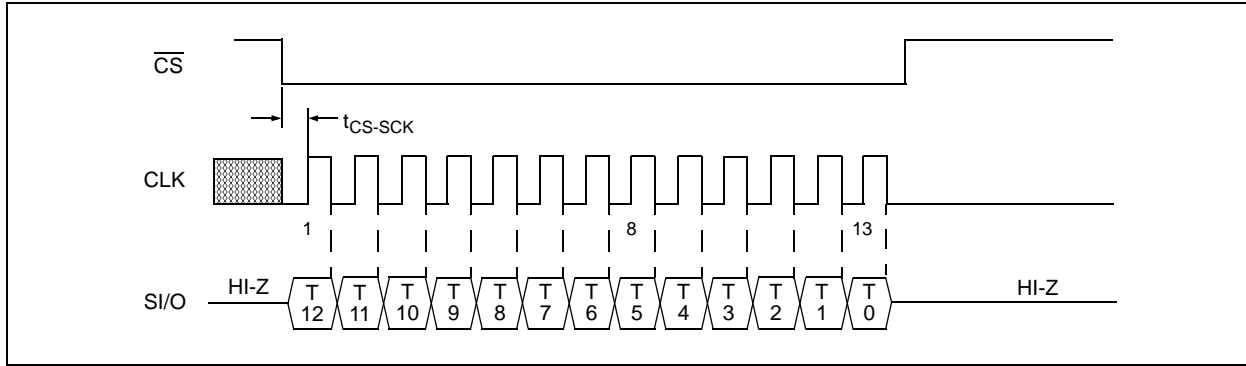 CS
tCS-SCK
CLK
1 8 13
SI/O
HI-Z
T T T T T T T T T T T T T
12 11 10 9 8 7 6 5 4 3 2 1 0
HI-Z